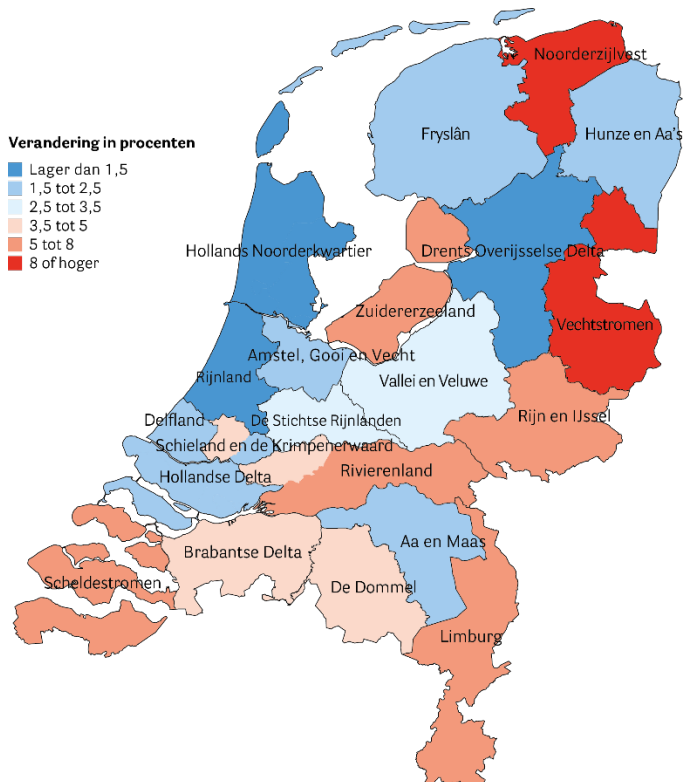 Noorderzijlvest
Verandering in procenten
Fryslân
Hunze en Aa's
Lager dan 1,5
1,5 tot 2,5
2,5 tot 3,5
3,5 tot 5
5 tot 8
8 of hoger
Hollands Noorderkwartier
Drents Overijsselse Delta
Zuidererzeeland
Vechtstromen
Amstel, Gooi en Vecht
Rijnland
Vallei en Veluwe
Delfland
De Stichtse Rijnlanden
Rijn en IJssel
Schieland en de Krimpenerwaard
Hollandse Delta
Rivierenland
Brabantse Delta
Aa en Maas
Scheldestromen
De Dommel
Limburg